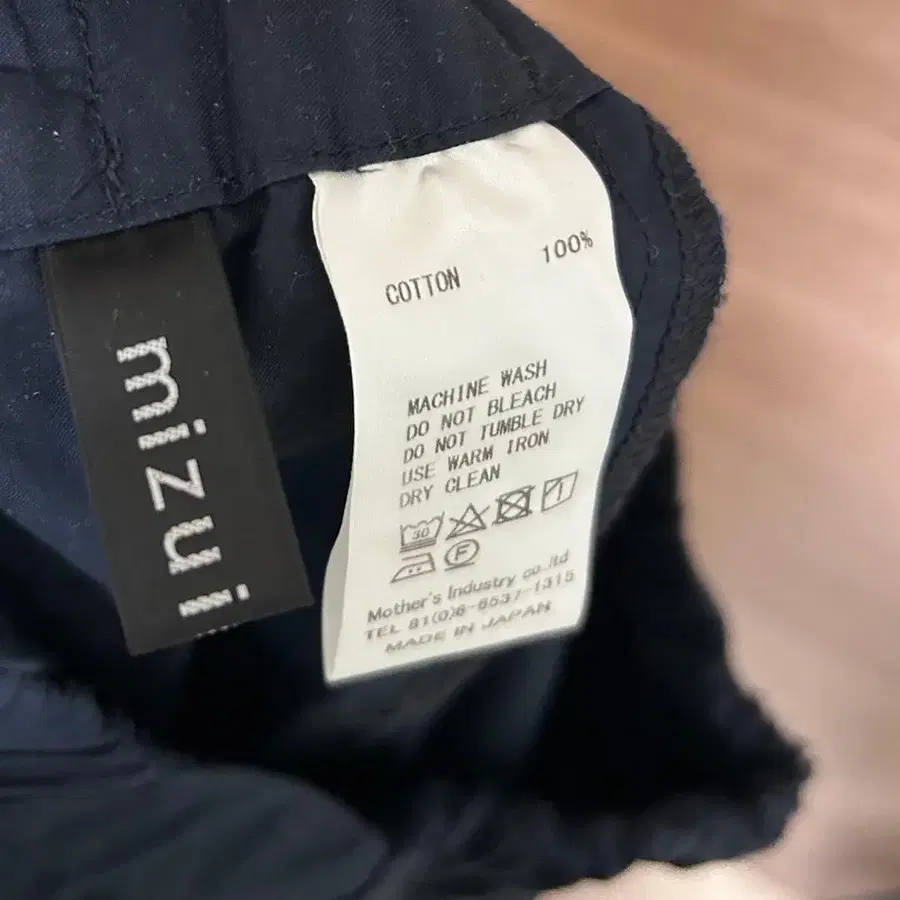 mizui
COTTON 100%
MACHINE WASH
DO NOT BLEACH
DO NOT TUMBLE DRY
USE WARM IRON
DRY CLEAN
30
F
Mother's Industry co.ltd
TEL 81(0)6-6537-1315
MADE IN JAPAN